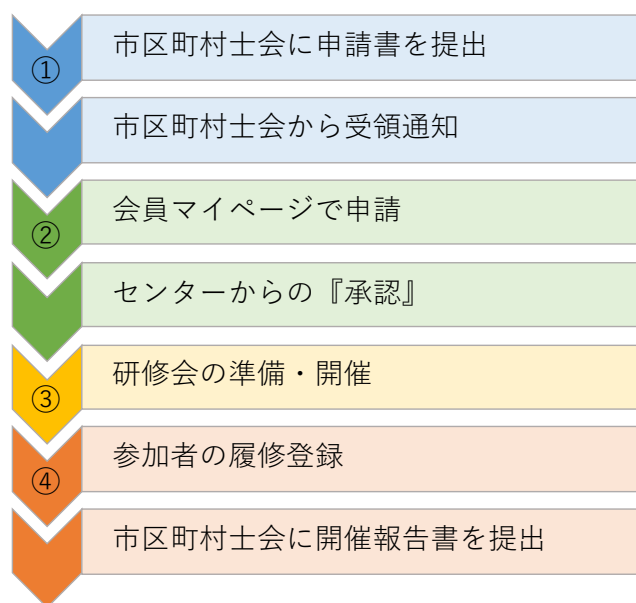 ① 市区町村士会に申請書を提出
市区町村士会から受領通知
② 会員マイページで申請
センターからの『承認』
③ 研修会の準備・開催
④ 参加者の履修登録
市区町村士会に開催報告書を提出